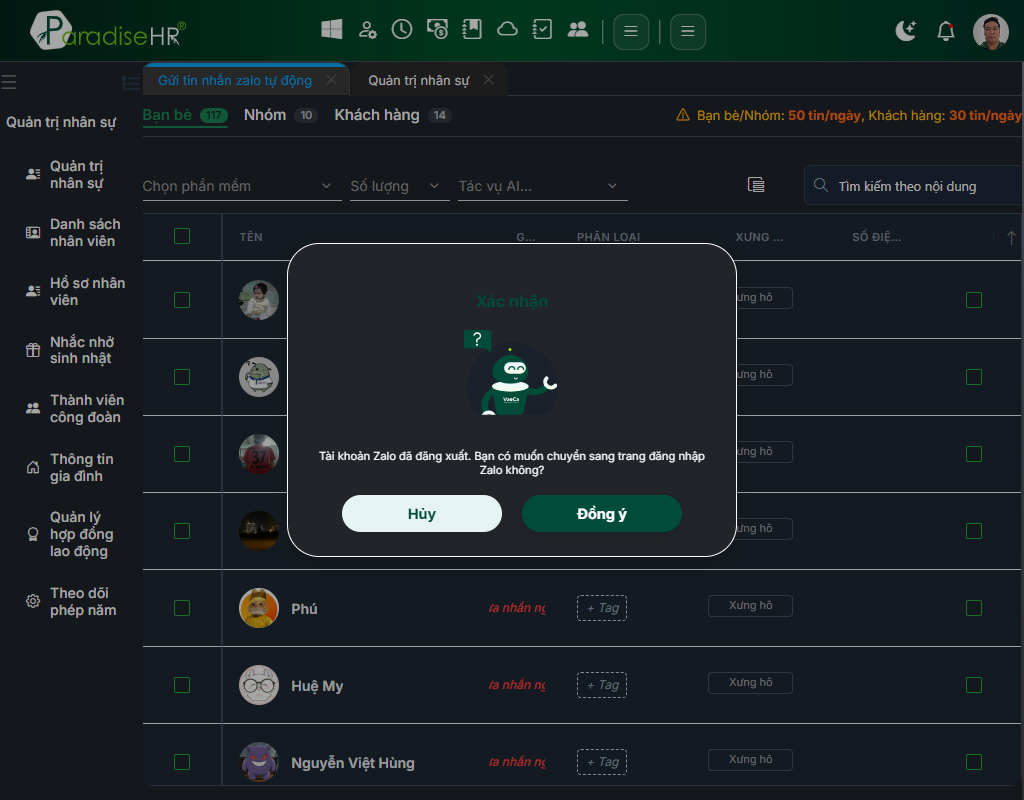 ParadiseHR®
Gửi tin nhắn zalo tự động
Quản trị nhân sự
Quản trị nhân sự
Bạn bè 117
Nhóm 10
Khách hàng 14
Bạn bè/Nhóm: 50 tin/ngày, Khách hàng: 30 tin/ngày
Quản trị
nhân sự
Danh sách
nhân viên
Hồ sơ nhân
viên
Nhắc nhở
sinh nhật
Thành viên
công đoàn
Thông tin
gia đình
Quản lý
hợp đồng
lao động
Theo dõi
phép năm
Chọn phần mềm
Số lượng
Tác vụ AI...
Tìm kiếm theo nội dung
TÊN
G...
PHÂN LOẠI
XƯNG ...
SỐ ĐIỆ...
ưng hô
ưng hô
ưng hô
ưng hô
Xác nhận
?
VaoCa
Tài khoản Zalo đã đăng xuất. Bạn có muốn chuyển sang trang đăng nhập
Zalo không?
Hủy
Đồng ý
Phú
+ Tag
Xưng hô
Huệ My
+ Tag
Xưng hô
Nguyễn Việt Hùng
+ Tag
Xưng hô